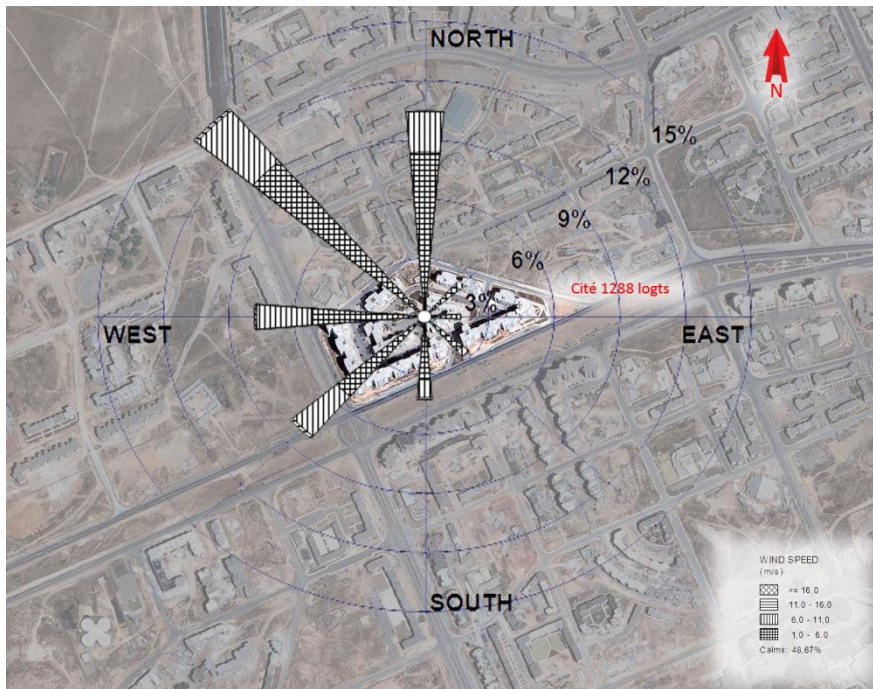 NORTH
N
15%
12%
9%
6%
Cité 1288 logts
3%
WEST
EAST
SOUTH
WIND SPEED
(m/s)
>= 16.0
11.0 - 16.0
6.0 - 11.0
1.0 - 6.0
Calms: 48.67%